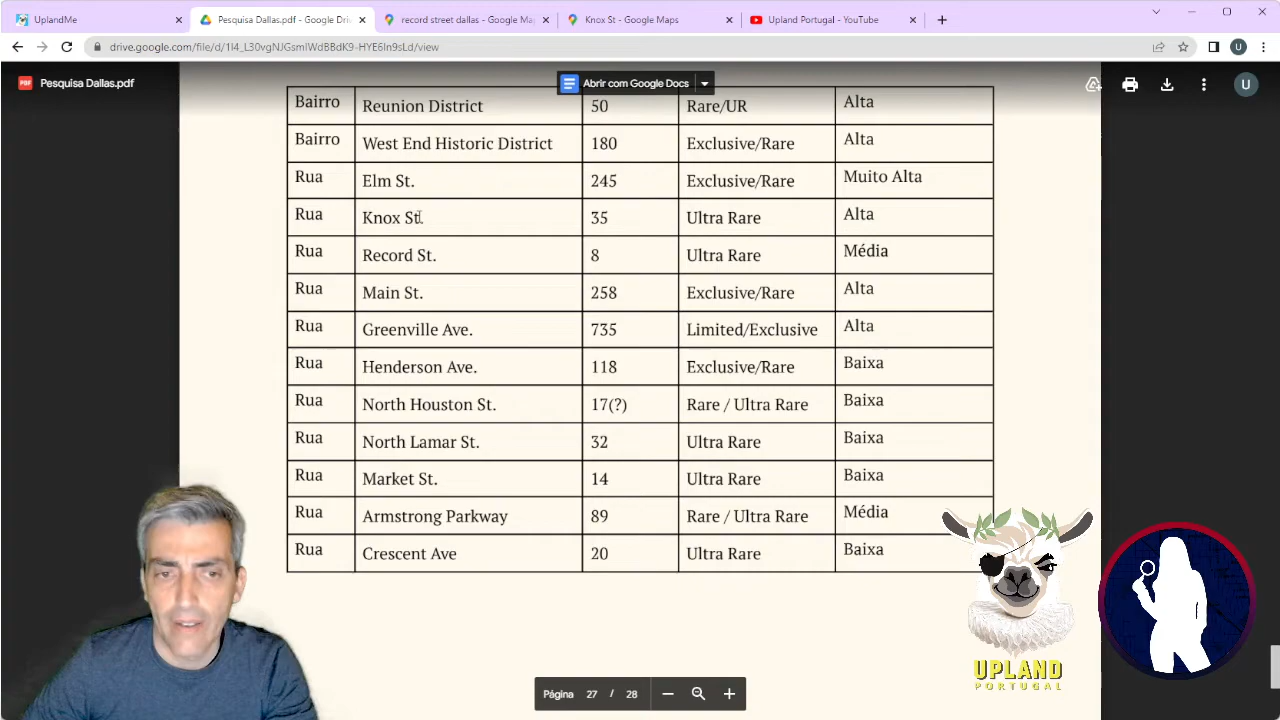 UplandMe
Pesquisa Dallas.pdf - Google Dri
record street dallas - Google Ma
Knox St - Google Maps
Upland Portugal - YouTube
drive.google.com/file/d/1I4_L30vgNJGsmIWdBBdK9-HYE6In9sLd/view
U
PDF Pesquisa Dallas.pdf
Abrir com Google Docs
U
Bairro Reunion District 50 Rare/UR Alta
Bairro West End Historic District 180 Exclusive/Rare Alta
Rua Elm St. 245 Exclusive/Rare Muito Alta
Rua Knox St. 35 Ultra Rare Alta
Rua Record St. 8 Ultra Rare Média
Rua Main St. 258 Exclusive/Rare Alta
Rua Greenville Ave. 735 Limited/Exclusive Alta
Rua Henderson Ave. 118 Exclusive/Rare Baixa
Rua North Houston St. 17(?) Rare / Ultra Rare Baixa
Rua North Lamar St. 32 Ultra Rare Baixa
Rua Market St. 14 Ultra Rare Baixa
Rua Armstrong Parkway 89 Rare / Ultra Rare Média
Rua Crescent Ave 20 Ultra Rare Baixa
UPLAND
PORTUGAL
Página 27 / 28